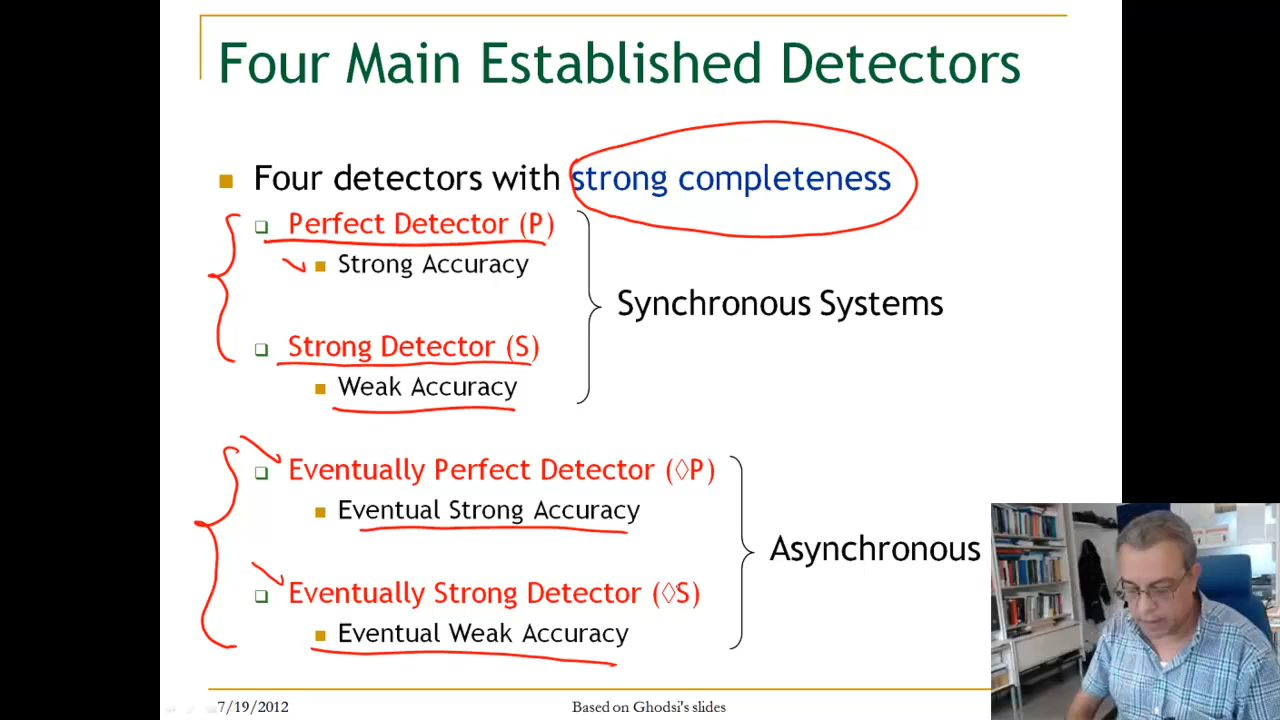 Four Main Established Detectors
Four detectors with strong completeness
Perfect Detector (P)
Strong Accuracy
Synchronous Systems
Strong Detector (S)
Weak Accuracy
Eventually Perfect Detector (◊P)
Eventual Strong Accuracy
Asynchronous
Eventually Strong Detector (◊S)
Eventual Weak Accuracy
7/19/2012
Based on Ghodsi's slides